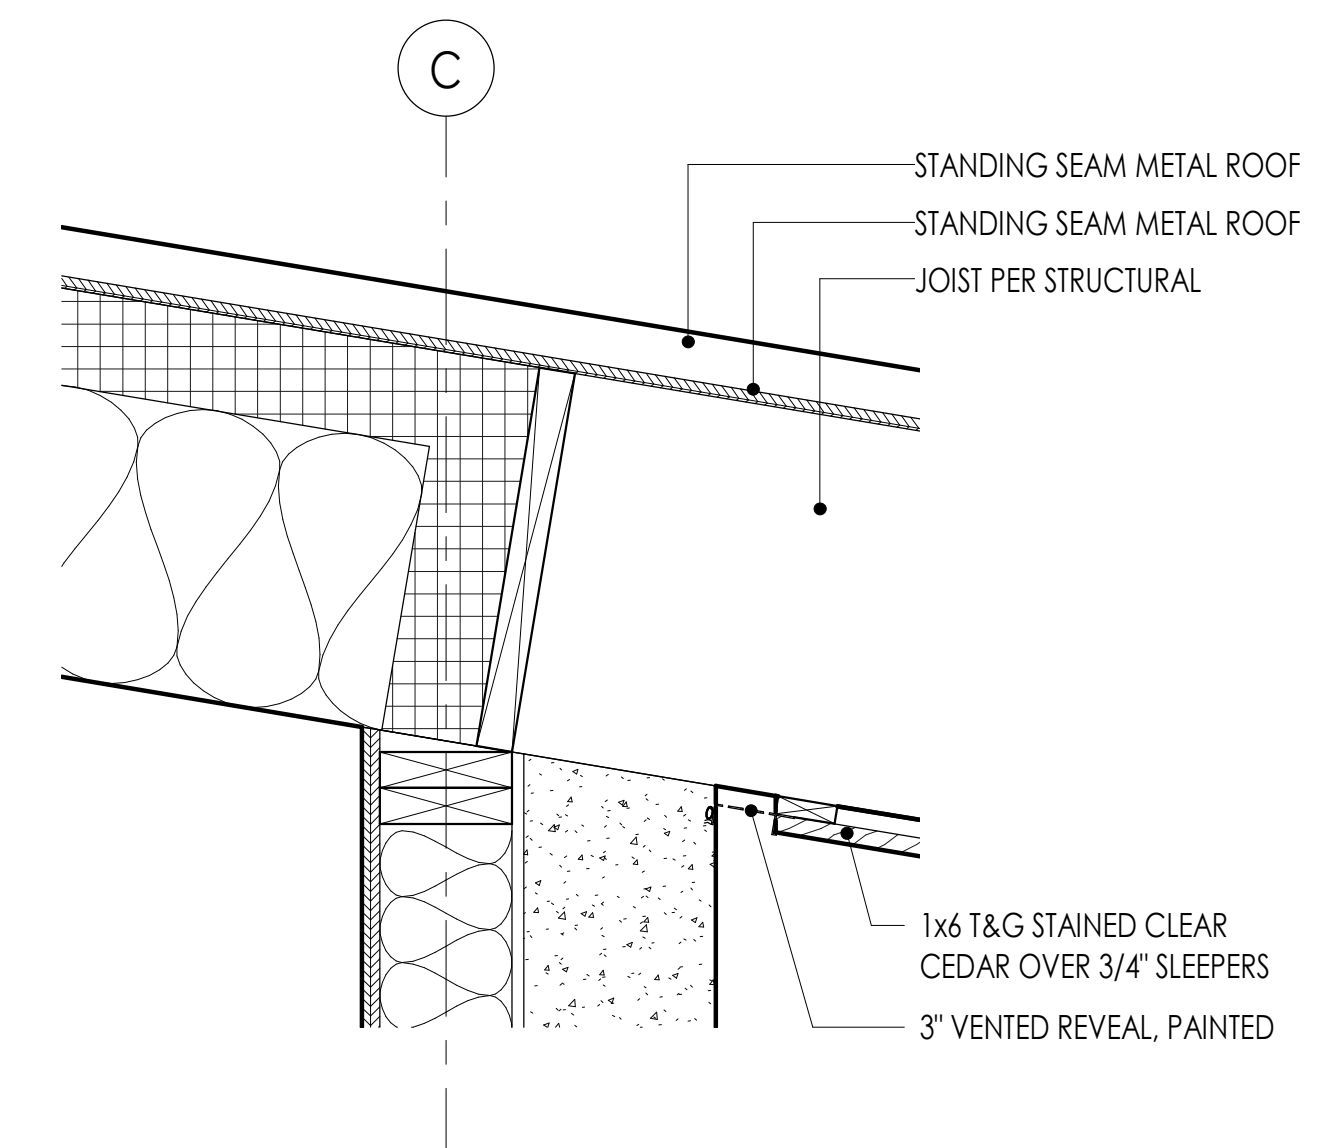 C
STANDING SEAM METAL ROOF
STANDING SEAM METAL ROOF
JOIST PER STRUCTURAL
1x6 T&G STAINED CLEAR
CEDAR OVER 3/4" SLEEPERS
3" VENTED REVEAL, PAINTED